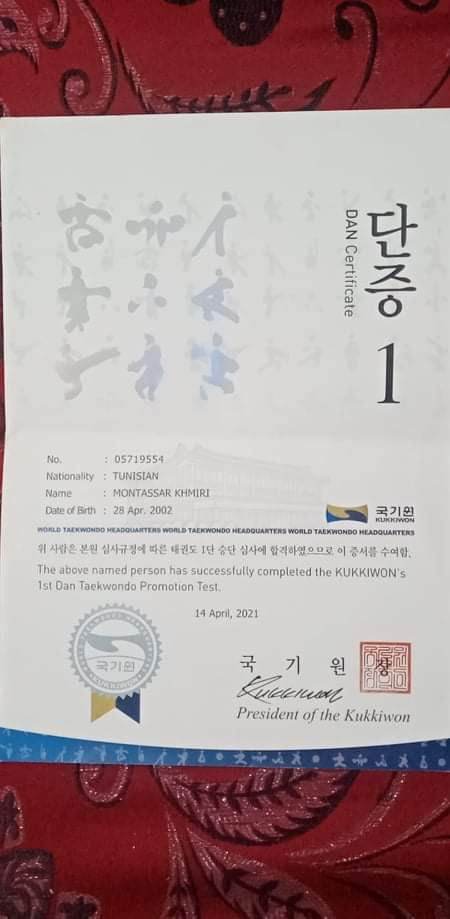 단증 1
DAN Certificate
No. : 05719554
Nationality : TUNISIAN
Name : MONTASSAR KHMIRI
Date of Birth : 28 Apr. 2002
국기원
KUKKIWON
WORLD TAEKWONDO HEADQUARTERS WORLD TAEKWONDO HEADQUARTERS WORLD TAEKWONDO HEADQUARTERS
위 사람은 본원 심사규정에 따른 태권도 1단 승단 심사에 합격하였으므로 이 증서를 수여함.
The above named person has successfully completed the KUKKIWON's
1st Dan Taekwondo Promotion Test.
14 April, 2021
국기원
국 기 원 장
Kukkiwon
President of the Kukkiwon